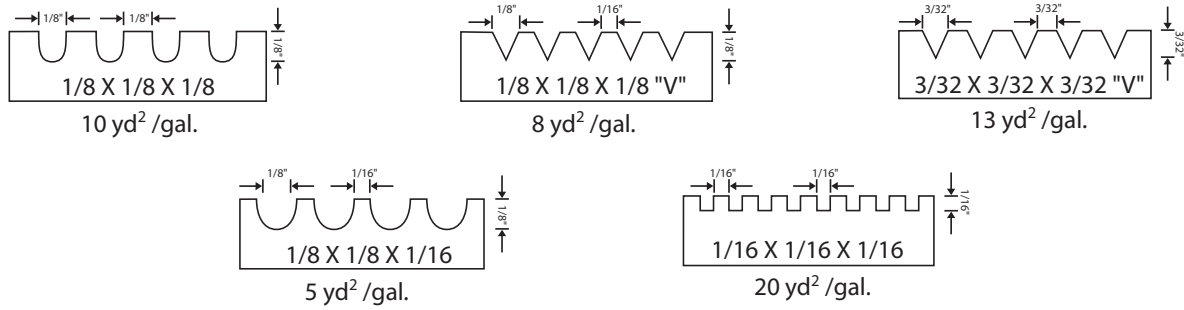 1/8" 1/8" 1/8"
1/8 X 1/8 X 1/8
10 yd² /gal.
1/8" 1/16" 1/8"
1/8 X 1/8 X 1/8 "V"
8 yd² /gal.
3/32" 3/32" 3/32"
3/32 X 3/32 X 3/32 "V"
13 yd² /gal.
1/8" 1/16" 1/8"
1/8 X 1/8 X 1/16
5 yd² /gal.
1/16" 1/16" 1/16"
1/16 X 1/16 X 1/16
20 yd² /gal.